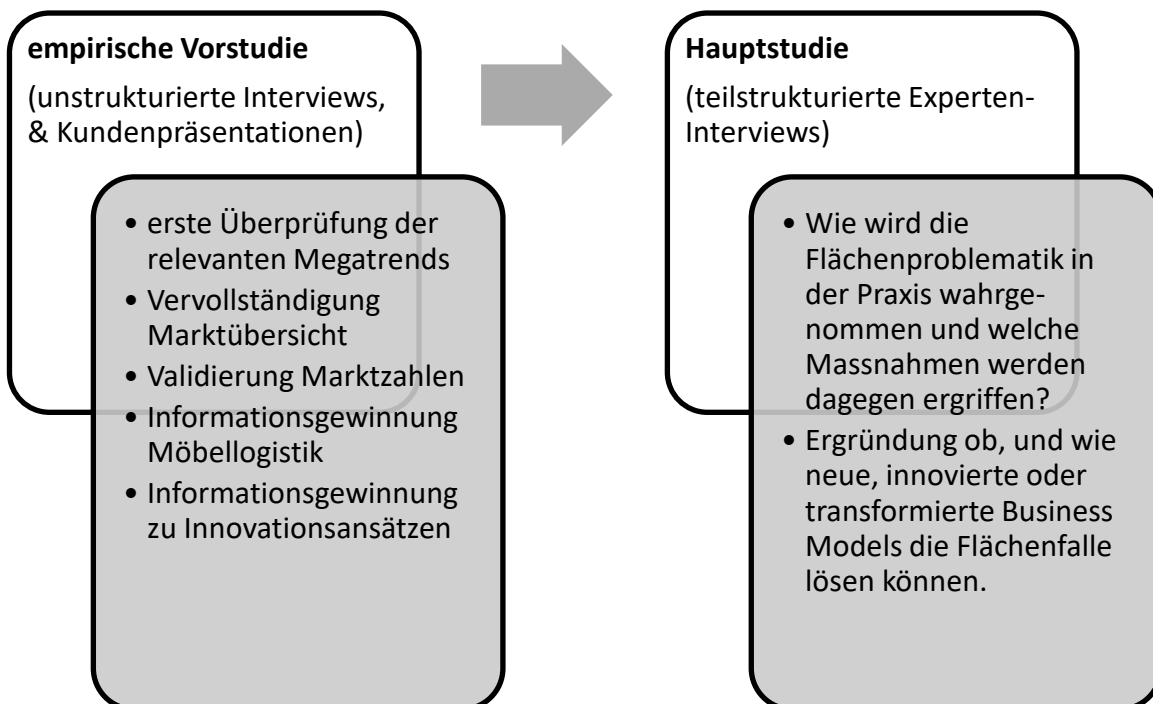 empirische Vorstudie
(unstrukturierte Interviews,
& Kundenpräsentationen)
• erste Überprüfung der
relevanten Megatrends
• Vervollständigung
Marktübersicht
• Validierung Marktzahlen
• Informationsgewinnung
Möbellogistik
• Informationsgewinnung
zu Innovationsansätzen
Hauptstudie
(teilstrukturierte Experten-
Interviews)
• Wie wird die
Flächenproblematik in
der Praxis wahrge-
nommen und welche
Massnahmen werden
dagegen ergriffen?
• Ergründung ob, und wie
neue, innovierte oder
transformierte Business
Models die Flächenfalle
lösen können.